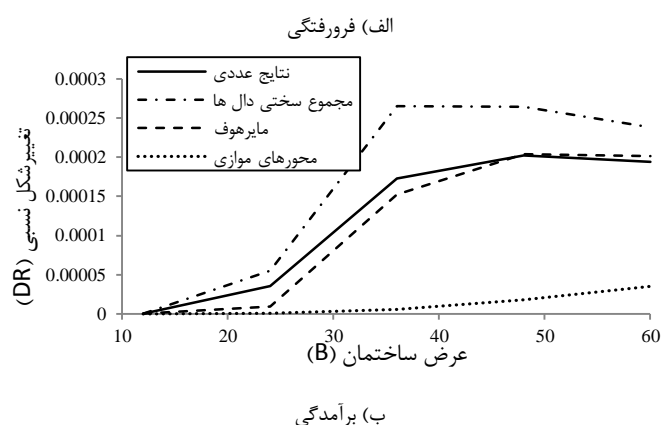 الف) فرورفتگی
نتایج عددی
مجموع سختی دال ها
مایرهوف
محورهای موازی
تغییرشکل نسبی (DR)
0.0003
0.00025
0.0002
0.00015
0.0001
0.00005
0
10 20 30 40 50 60
عرض ساختمان (B)
ب) برآمدگی